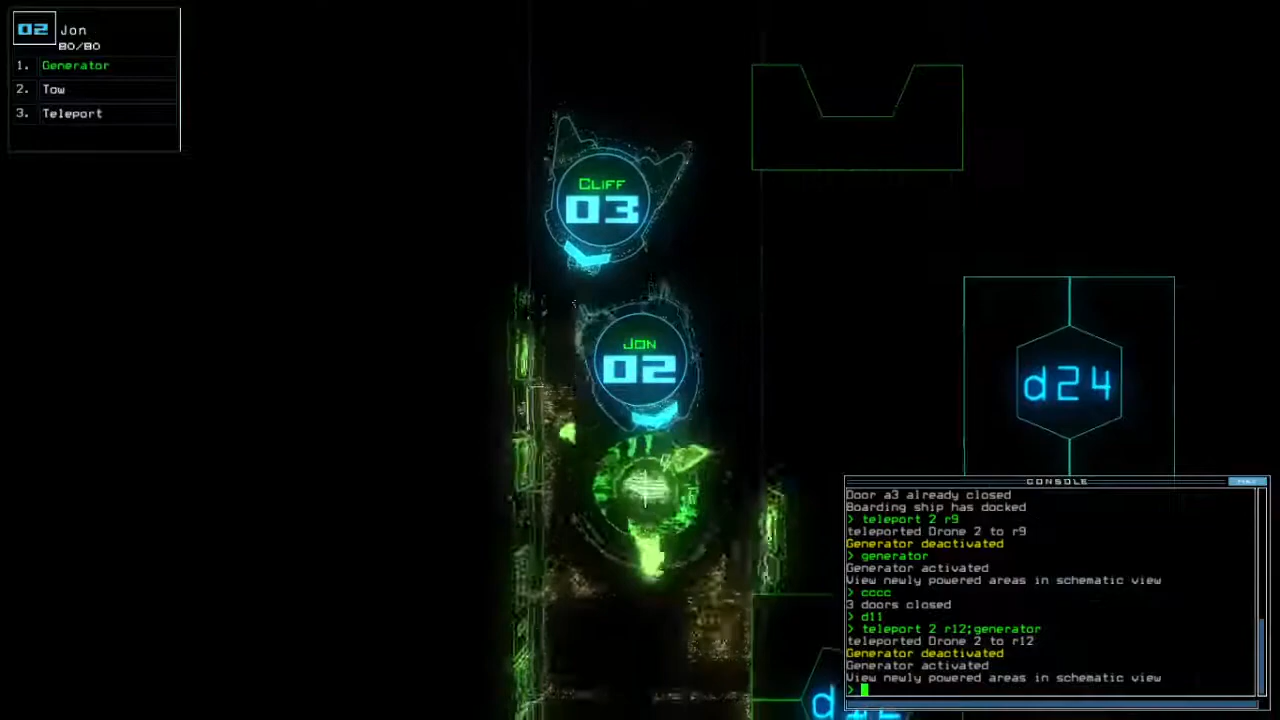 02 Jon
80/80
1. Generator
2. Tow
3. Teleport
Cliff
03
Jon
02
d24
CONSOLE
Door a3 already closed
Boarding ship has docked
> teleport 2 r9
teleported Drone 2 to r9
Generator deactivated
> generator
Generator activated
View newly powered areas in schematic view
> cccc
3 doors closed
> d11
> teleport 2 r12;generator
teleported Drone 2 to r12
Generator deactivated
Generator activated
View newly powered areas in schematic view
>